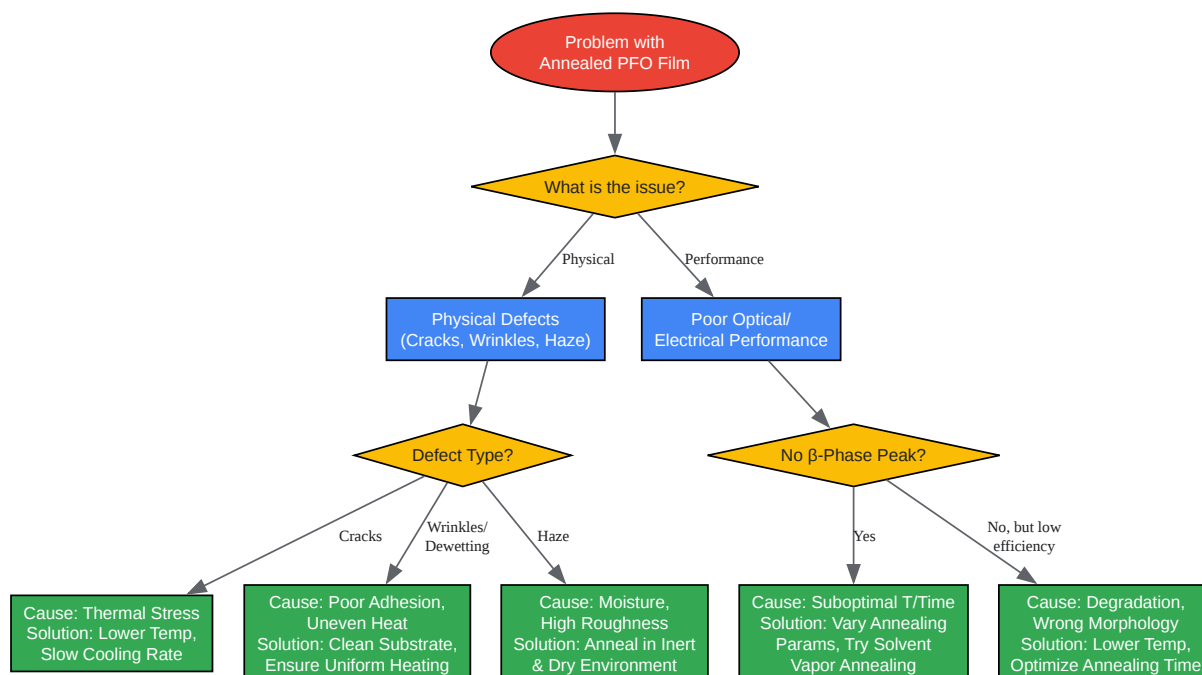 Problem with
Annealed PFO Film
What is the issue?
Physical
Performance
Physical Defects
(Cracks, Wrinkles, Haze)
Poor Optical/
Electrical Performance
Defect Type?
No β-Phase Peak?
Cracks
Wrinkles/
Dewetting
Haze
Yes
No, but low
efficiency
Cause: Thermal Stress
Solution: Lower Temp,
Slow Cooling Rate
Cause: Poor Adhesion,
Uneven Heat
Solution: Clean Substrate,
Ensure Uniform Heating
Cause: Moisture,
High Roughness
Solution: Anneal in Inert
& Dry Environment
Cause: Suboptimal T/Time
Solution: Vary Annealing
Params, Try Solvent
Vapor Annealing
Cause: Degradation,
Wrong Morphology
Solution: Lower Temp,
Optimize Annealing Time